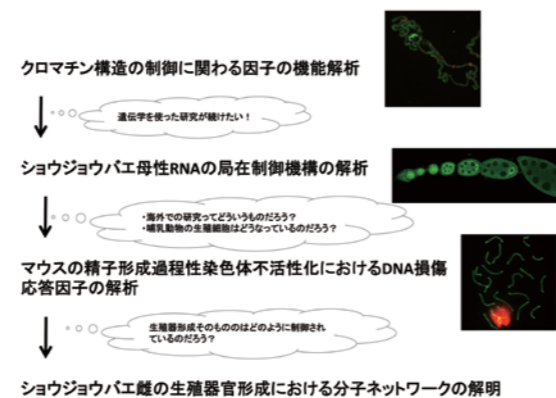 クロマチン構造の制御に関わる因子の機能解析
遺伝学を使った研究が続けたい！
ショウジョウバエ母性RNAの局在制御機構の解析
・海外での研究ってどういうものだろう？
・哺乳動物の生殖細胞はどうなっているのだろう？
マウスの精子形成過程性染色体不活性化におけるDNA損傷
応答因子の解析
生殖器形成そのもののはどのように制御され
ているのだろう？
ショウジョウバエ雌の生殖器官形成における分子ネットワークの解明